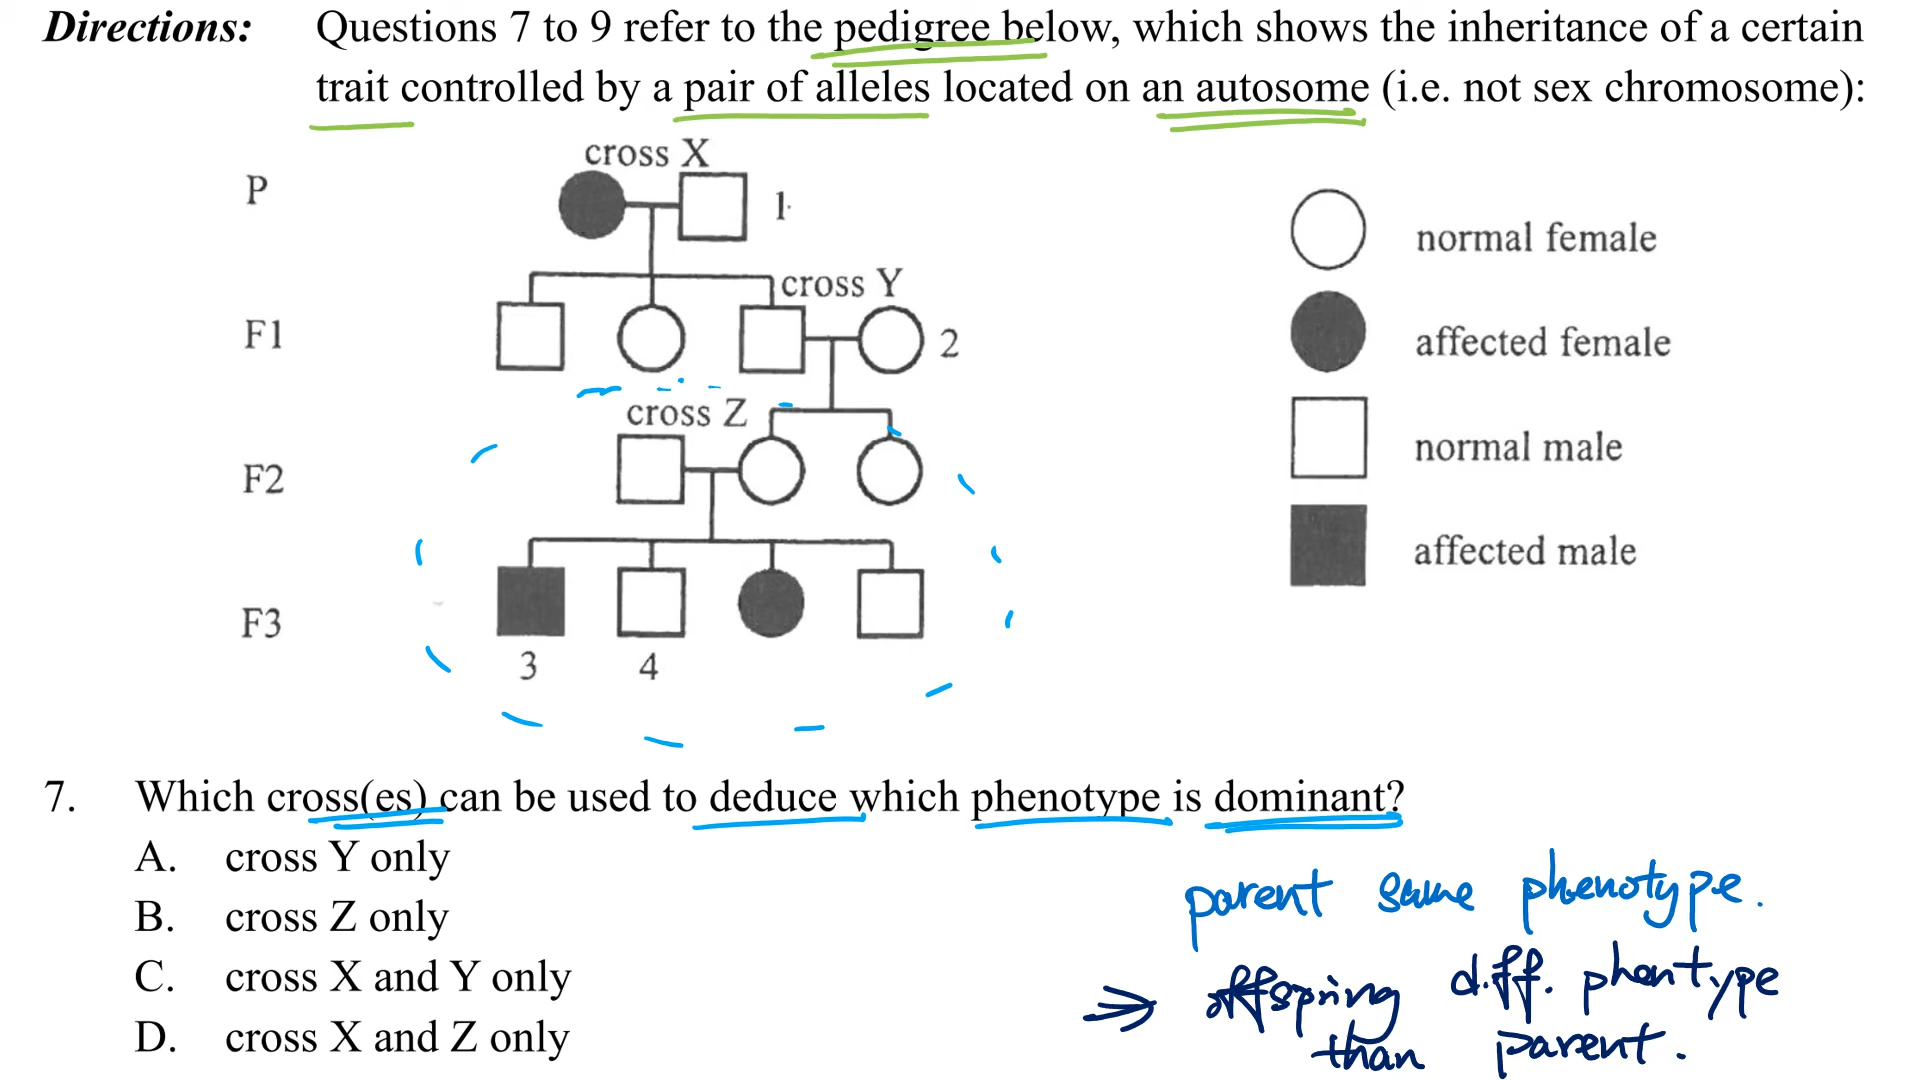 Directions: Questions 7 to 9 refer to the pedigree below, which shows the inheritance of a certain
trait controlled by a pair of alleles located on an autosome (i.e. not sex chromosome):
cross X
P
1
normal female
cross Y
F1
2
affected female
cross Z
F2
normal male
affected male
F3
3 4
7. Which cross(es) can be used to deduce which phenotype is dominant?
A. cross Y only
B. cross Z only
C. cross X and Y only
D. cross X and Z only
parent same phenotype.
⇒ offspring diff. phentype
than parent.